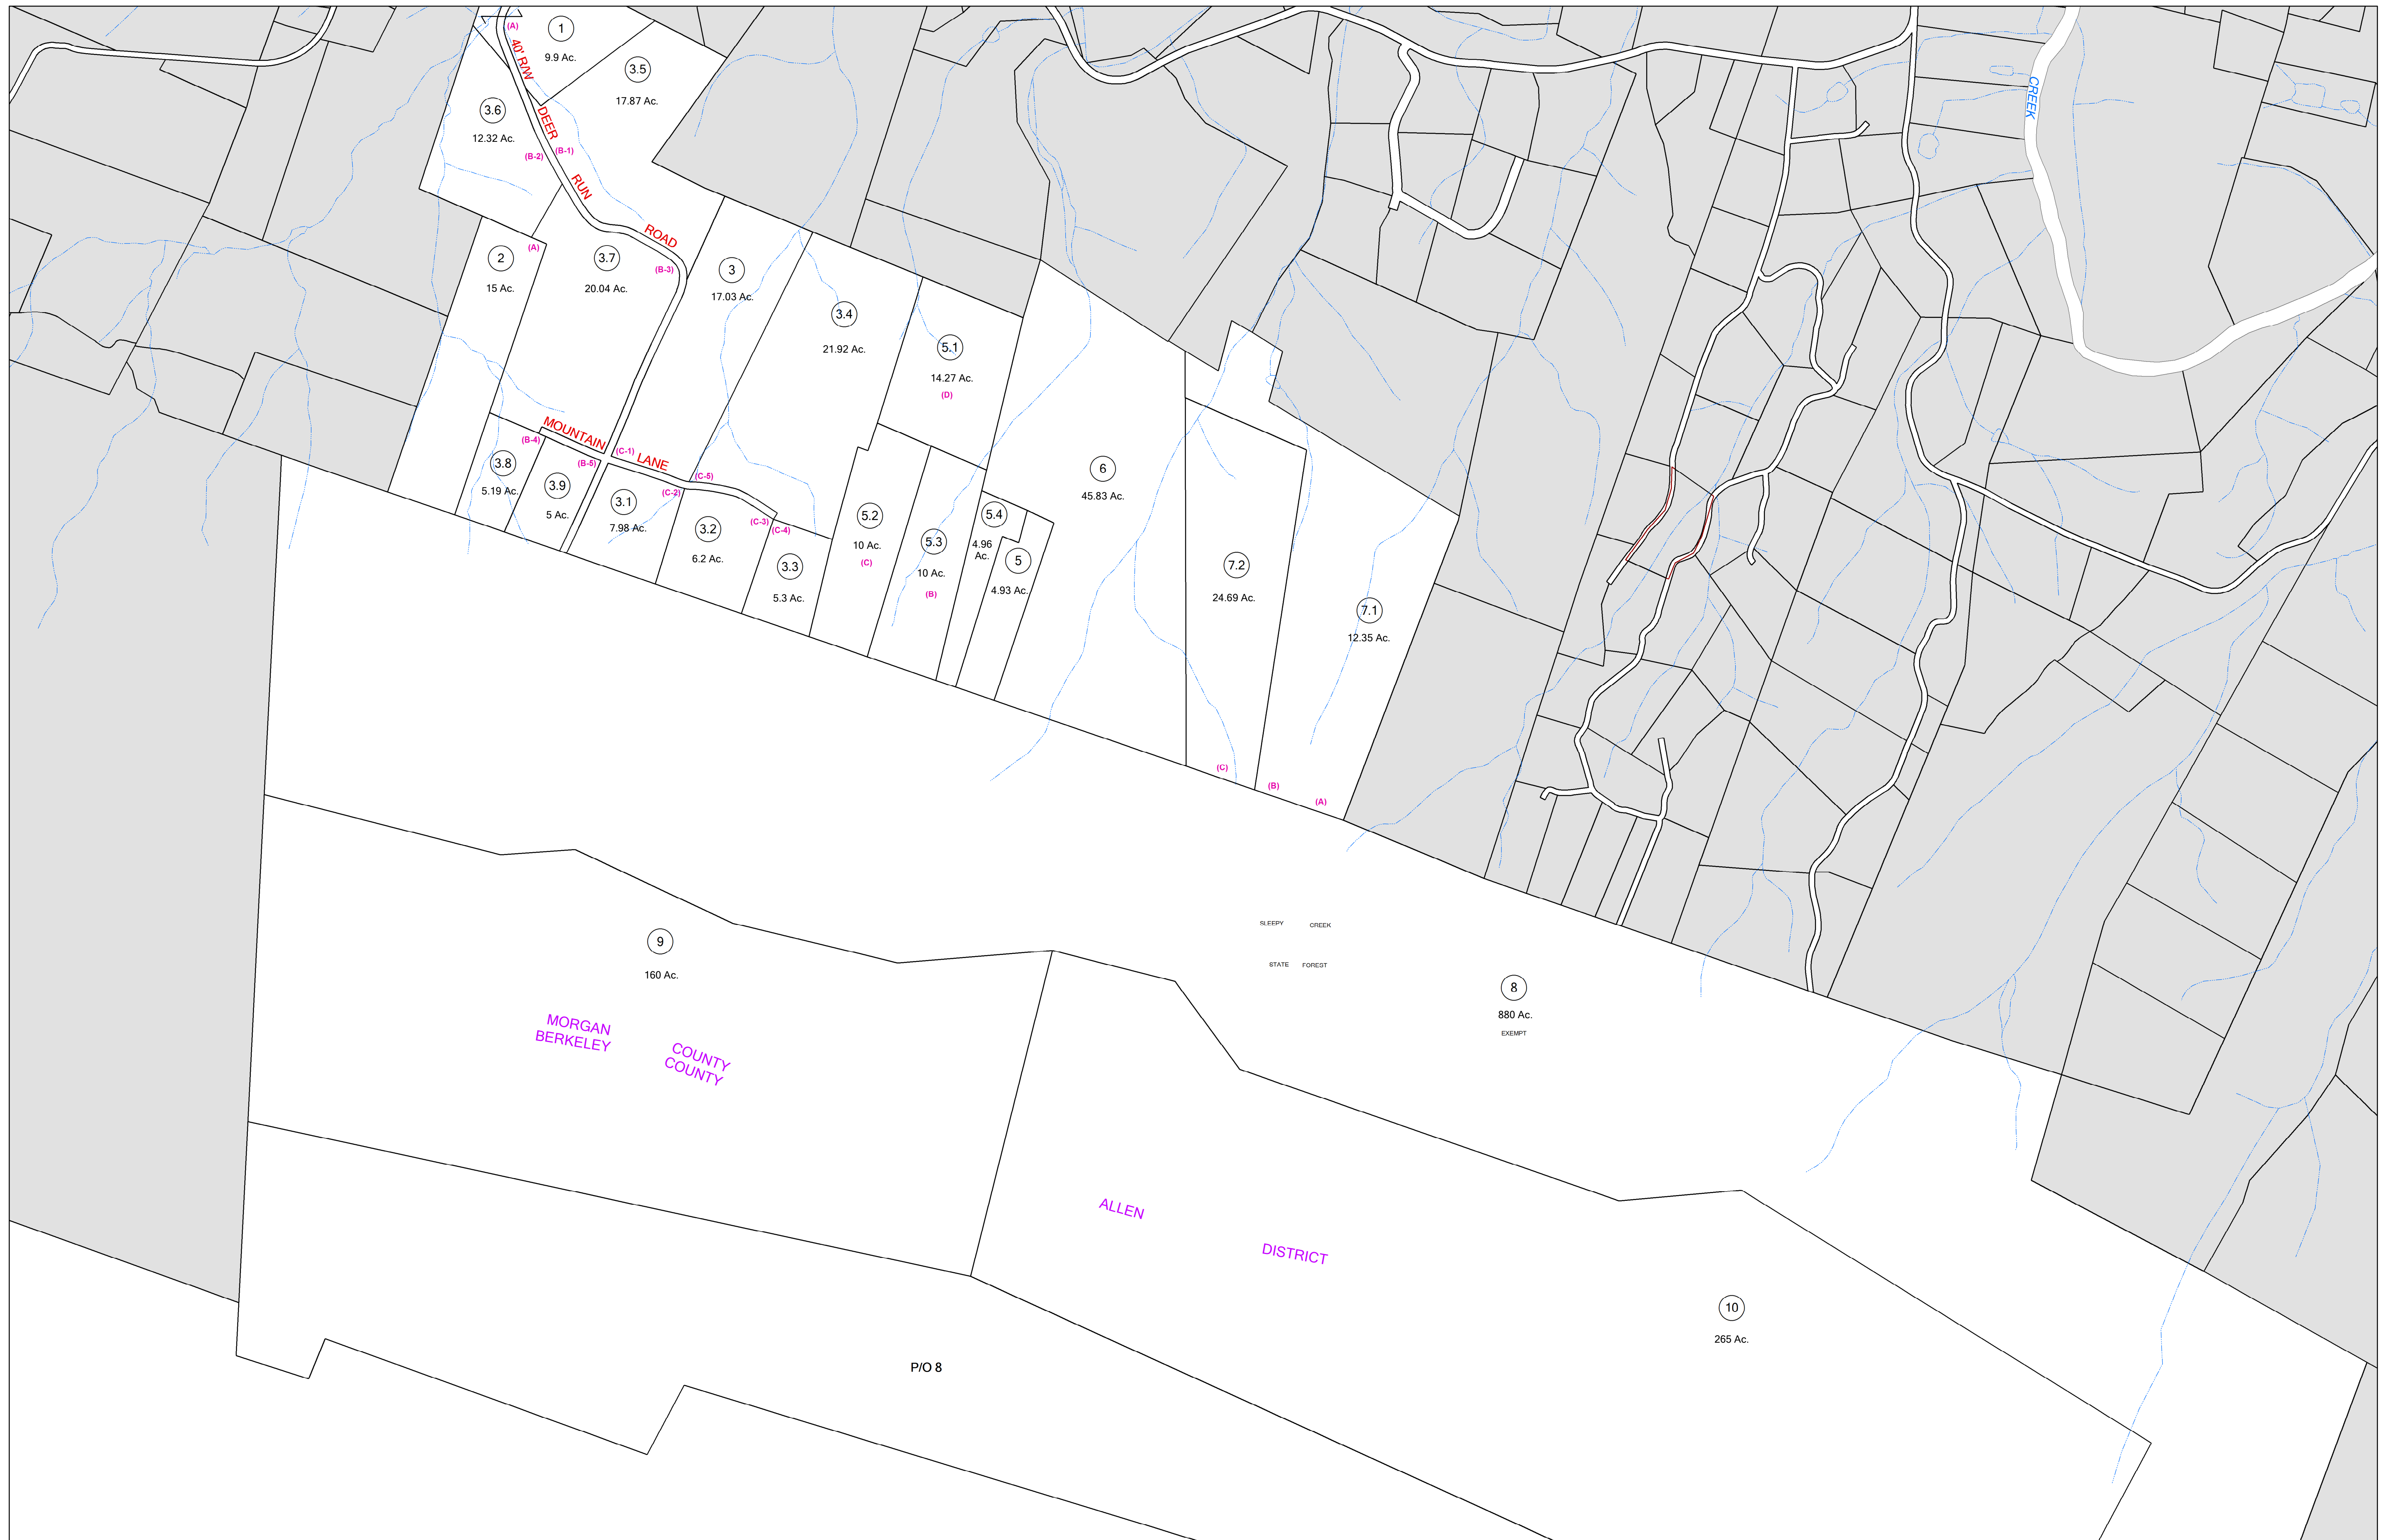 (A)
1
9.9 Ac.
40' R/W
3.5
17.87 Ac.
3.6
12.32 Ac.
DEER
(B-1)
(B-2)
RUN
CREEK
ROAD
(A)
2
15 Ac.
3.7
20.04 Ac.
(B-3)
3
17.03 Ac.
3.4
21.92 Ac.
5.1
14.27 Ac.
(D)
MOUNTAIN
LANE
(B-4)
(C-1)
(B-5)
(C-5)
(C-2)
3.8
5.19 Ac.
3.9
5 Ac.
3.1
7.98 Ac.
3.2
6.2 Ac.
(C-3)
(C-4)
3.3
5.3 Ac.
5.2
10 Ac.
(C)
5.3
10 Ac.
(B)
5.4
4.96
Ac.
5
4.93 Ac.
6
45.83 Ac.
7.2
24.69 Ac.
7.1
12.35 Ac.
(C)
(B)
(A)
SLEEPY CREEK
STATE FOREST
9
160 Ac.
8
880 Ac.
EXEMPT
MORGAN COUNTY
BERKELEY COUNTY
ALLEN DISTRICT
10
265 Ac.
P/O 8